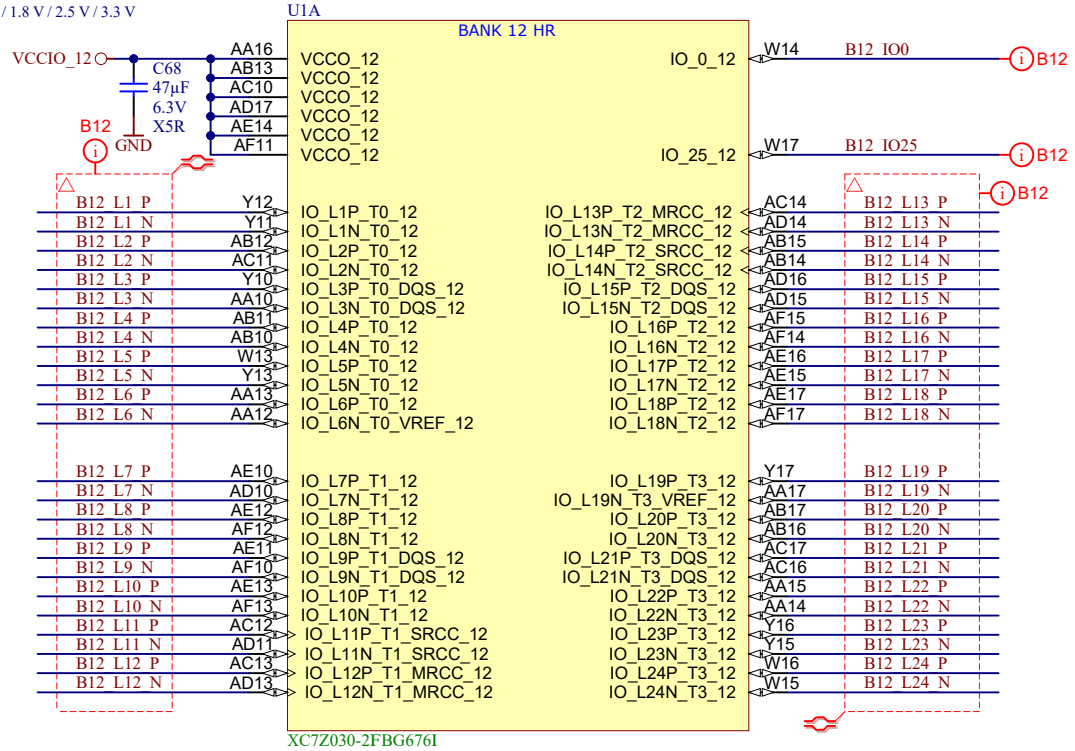 / 1.8 V / 2.5 V / 3.3 V
U1A
BANK 12 HR
VCCIO_12
C68
47µF
6.3V
X5R
GND
AA16 VCCO_12
AB13 VCCO_12
AC10 VCCO_12
AD17 VCCO_12
AE14 VCCO_12
AF11 VCCO_12
IO_0_12 W14 B12_IO0 i B12
IO_25_12 W17 B12_IO25 i B12
B12
i
B12_L1_P Y12 IO_L1P_T0_12
B12_L1_N Y11 IO_L1N_T0_12
B12_L2_P AB12 IO_L2P_T0_12
B12_L2_N AC11 IO_L2N_T0_12
B12_L3_P Y10 IO_L3P_T0_DQS_12
B12_L3_N AA10 IO_L3N_T0_DQS_12
B12_L4_P AB11 IO_L4P_T0_12
B12_L4_N AB10 IO_L4N_T0_12
B12_L5_P W13 IO_L5P_T0_12
B12_L5_N Y13 IO_L5N_T0_12
B12_L6_P AA13 IO_L6P_T0_12
B12_L6_N AA12 IO_L6N_T0_VREF_12
B12_L7_P AE10 IO_L7P_T1_12
B12_L7_N AD10 IO_L7N_T1_12
B12_L8_P AE12 IO_L8P_T1_12
B12_L8_N AF12 IO_L8N_T1_12
B12_L9_P AE11 IO_L9P_T1_DQS_12
B12_L9_N AF10 IO_L9N_T1_DQS_12
B12_L10_P AE13 IO_L10P_T1_12
B12_L10_N AF13 IO_L10N_T1_12
B12_L11_P AC12 IO_L11P_T1_SRCC_12
B12_L11_N AD11 IO_L11N_T1_SRCC_12
B12_L12_P AC13 IO_L12P_T1_MRCC_12
B12_L12_N AD13 IO_L12N_T1_MRCC_12
i B12
IO_L13P_T2_MRCC_12 AC14 B12_L13_P
IO_L13N_T2_MRCC_12 AD14 B12_L13_N
IO_L14P_T2_SRCC_12 AB15 B12_L14_P
IO_L14N_T2_SRCC_12 AB14 B12_L14_N
IO_L15P_T2_DQS_12 AD16 B12_L15_P
IO_L15N_T2_DQS_12 AD15 B12_L15_N
IO_L16P_T2_12 AF15 B12_L16_P
IO_L16N_T2_12 AF14 B12_L16_N
IO_L17P_T2_12 AE16 B12_L17_P
IO_L17N_T2_12 AE15 B12_L17_N
IO_L18P_T2_12 AE17 B12_L18_P
IO_L18N_T2_12 AF17 B12_L18_N
IO_L19P_T3_12 Y17 B12_L19_P
IO_L19N_T3_VREF_12 AA17 B12_L19_N
IO_L20P_T3_12 AB17 B12_L20_P
IO_L20N_T3_12 AB16 B12_L20_N
IO_L21P_T3_DQS_12 AC17 B12_L21_P
IO_L21N_T3_DQS_12 AC16 B12_L21_N
IO_L22P_T3_12 AA15 B12_L22_P
IO_L22N_T3_12 AA14 B12_L22_N
IO_L23P_T3_12 Y16 B12_L23_P
IO_L23N_T3_12 Y15 B12_L23_N
IO_L24P_T3_12 W16 B12_L24_P
IO_L24N_T3_12 W15 B12_L24_N
XC7Z030-2FBG676I